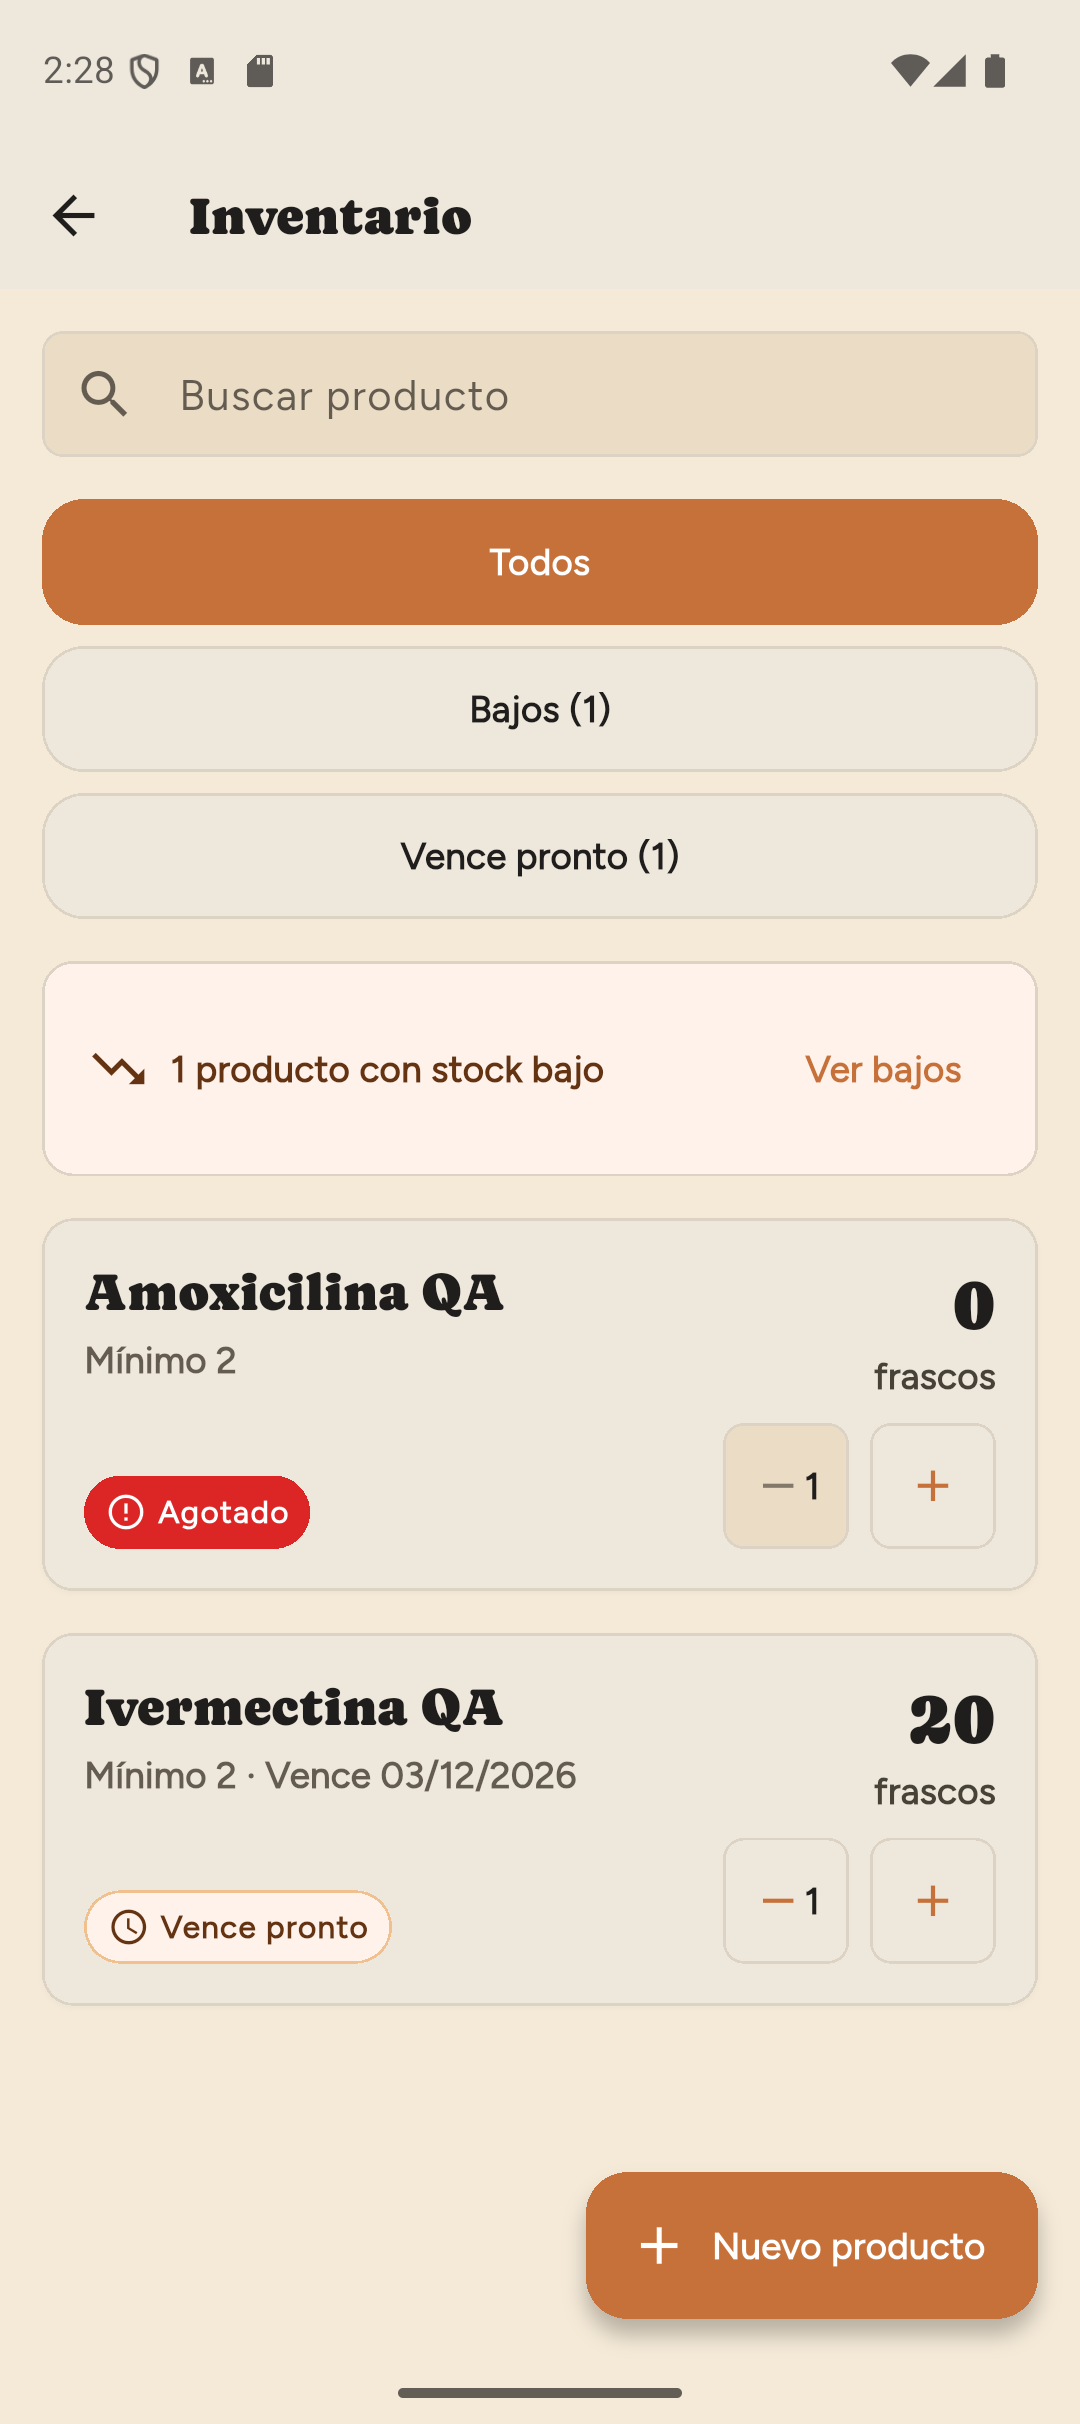 2:28
Inventario
Buscar producto
Todos
Bajos (1)
Vence pronto (1)
1 producto con stock bajo
Ver bajos
Amoxicilina QA
0
Mínimo 2
frascos
Agotado
− 1
+
Ivermectina QA
20
Mínimo 2 · Vence 03/12/2026
frascos
Vence pronto
− 1
+
+ Nuevo producto